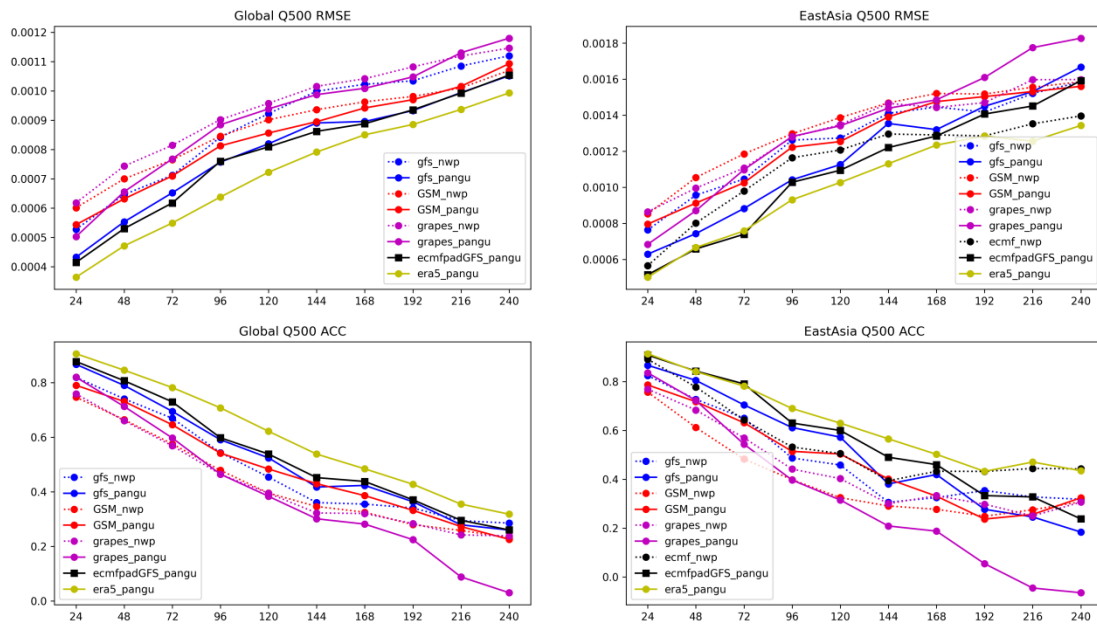 Global Q500 RMSE
0.0012
0.0011
0.0010
0.0009
0.0008
0.0007
0.0006
0.0005
0.0004
gfs_nwp
gfs_pangu
GSM_nwp
GSM_pangu
grapes_nwp
grapes_pangu
ecmfpadGFS_pangu
era5_pangu
24 48 72 96 120 144 168 192 216 240
EastAsia Q500 RMSE
0.0018
0.0016
0.0014
0.0012
0.0010
0.0008
0.0006
gfs_nwp
gfs_pangu
GSM_nwp
GSM_pangu
grapes_nwp
grapes_pangu
ecmf_nwp
ecmfpadGFS_pangu
era5_pangu
24 48 72 96 120 144 168 192 216 240
Global Q500 ACC
0.8
0.6
0.4
0.2
0.0
gfs_nwp
gfs_pangu
GSM_nwp
GSM_pangu
grapes_nwp
grapes_pangu
ecmfpadGFS_pangu
era5_pangu
24 48 72 96 120 144 168 192 216 240
EastAsia Q500 ACC
0.8
0.6
0.4
0.2
0.0
gfs_nwp
gfs_pangu
GSM_nwp
GSM_pangu
grapes_nwp
grapes_pangu
ecmf_nwp
ecmfpadGFS_pangu
era5_pangu
24 48 72 96 120 144 168 192 216 240